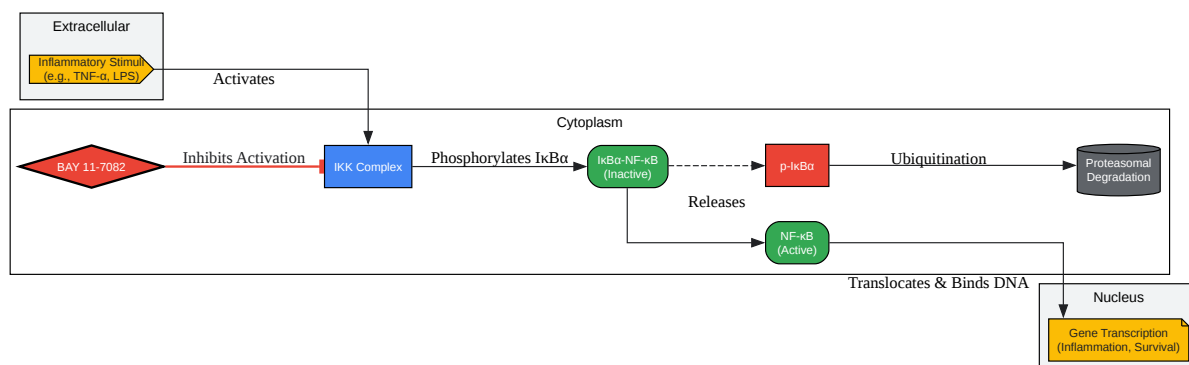 Extracellular
Inflammatory Stimuli
(e.g., TNF-α, LPS)
Activates
Cytoplasm
BAY 11-7082
Inhibits Activation
IKK Complex
Phosphorylates IκBα
IκBα-NF-κB
(Inactive)
p-IκBα
Ubiquitination
Proteasomal
Degradation
Releases
NF-κB
(Active)
Translocates & Binds DNA
Nucleus
Gene Transcription
(Inflammation, Survival)